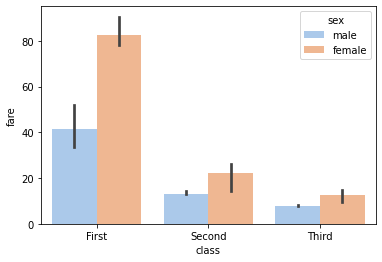 sex
male
female
80
60
40
20
0
fare
First
Second
Third
class